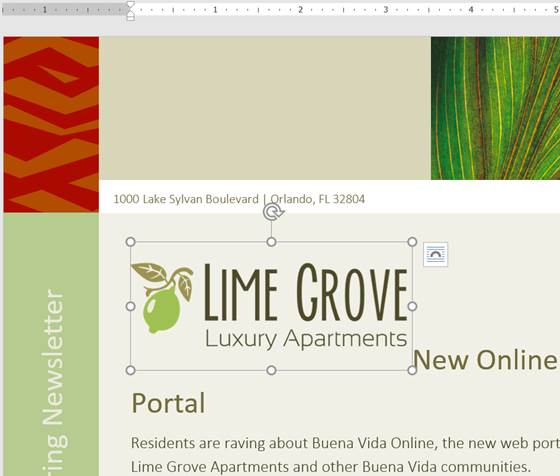 1 1 2 3 4 5
1000 Lake Sylvan Boulevard | Orlando, FL 32804
LIME GROVE
Luxury Apartments
New Online
Portal
Residents are raving about Buena Vida Online, the new web port
Lime Grove Apartments and other Buena Vida communities.
ring Newsletter